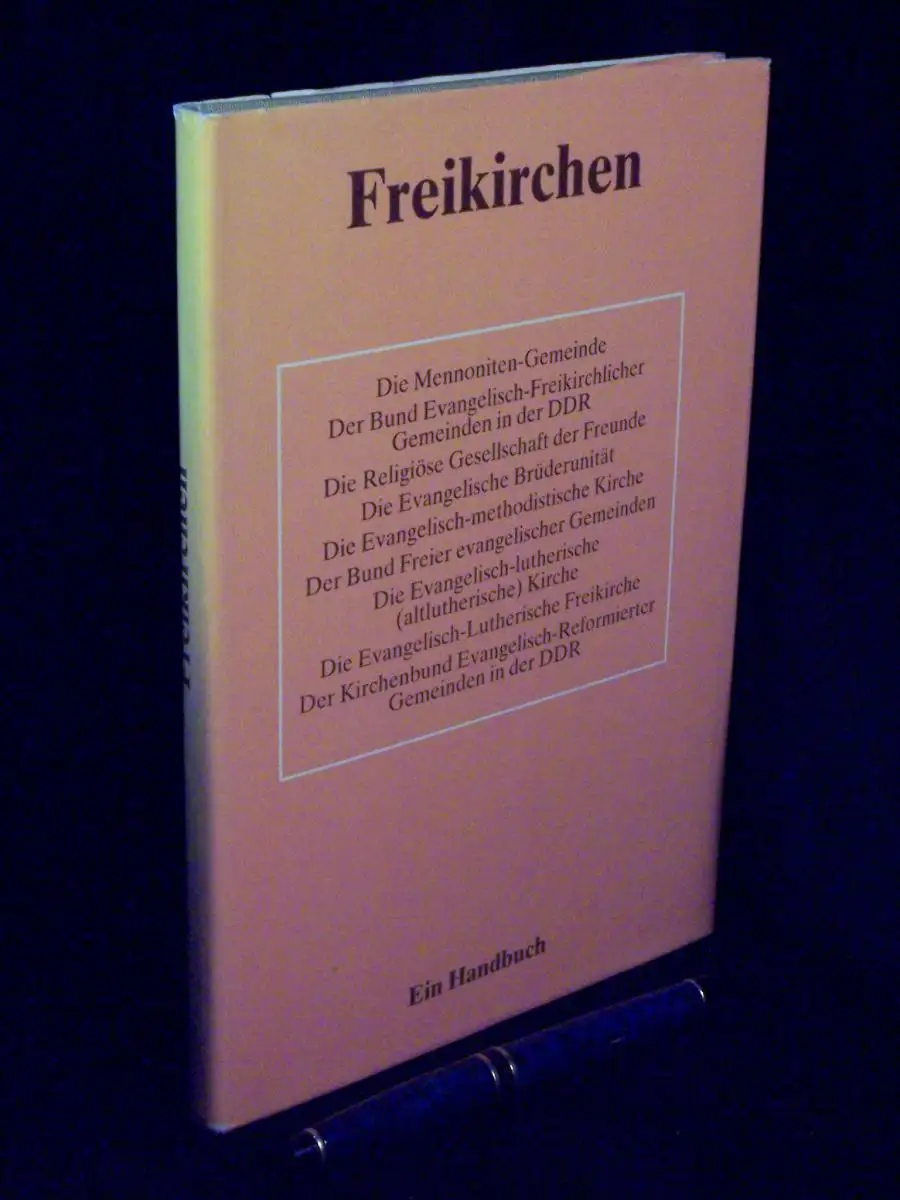 Freikirchen
Die Mennoniten-Gemeinde
Der Bund Evangelisch-Freikirchlicher
Gemeinden in der DDR
Die Religiöse Gesellschaft der Freunde
Die Evangelische Brüderunität
Die Evangelisch-methodistische Kirche
Der Bund Freier evangelischer Gemeinden
Die Evangelisch-lutherische
(altlutherische) Kirche
Die Evangelisch-Lutherische Freikirche
Der Kirchenbund Evangelisch-Reformierter
Gemeinden in der DDR
Ein Handbuch
Freikirchen